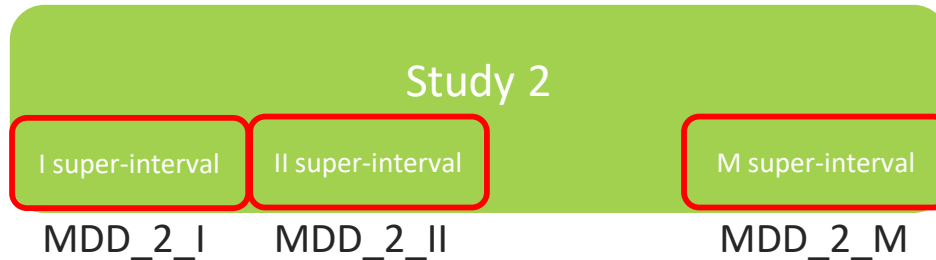 Study 2
I super-interval II super-interval M super-interval
MDD_2_I MDD_2_II MDD_2_M